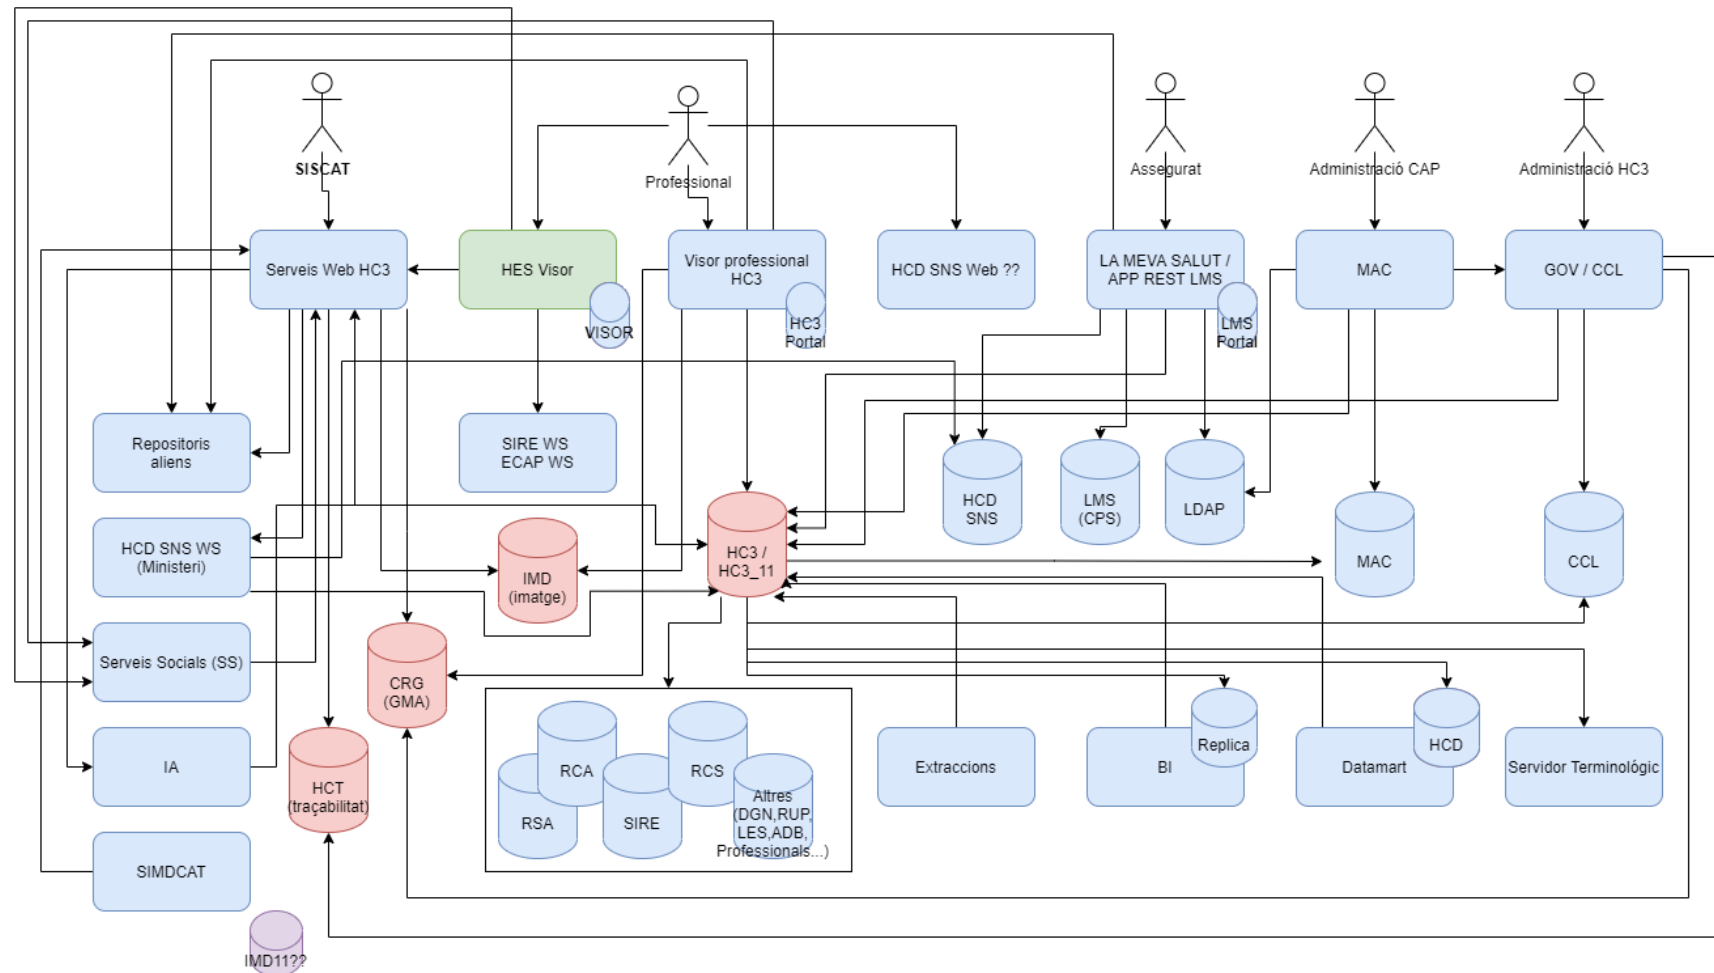 SISCAT
Professional
Assegurat
Administració CAP
Administració HC3
Serveis Web HC3
HES Visor
VISOR
Visor professional
HC3
HC3
Portal
HCD SNS Web ??
LA MEVA SALUT /
APP REST LMS
LMS
Portal
MAC
GOV / CCL
Repositoris
aliens
SIRE WS
ECAP WS
HCD
SNS
LMS
(CPS)
LDAP
HCD SNS WS
(Ministeri)
IMD
(imatge)
HC3 /
HC3_11
MAC
CCL
Serveis Socials (SS)
CRG
(GMA)
IA
HCT
(traçabilitat)
RCA
RCS
RSA
SIRE
Altres
(DGN,RUP,
LES,ADB,
Professionals...)
Extraccions
BI
Replica
Datamart
HCD
Servidor Terminológic
SIMDCAT
IMD11??